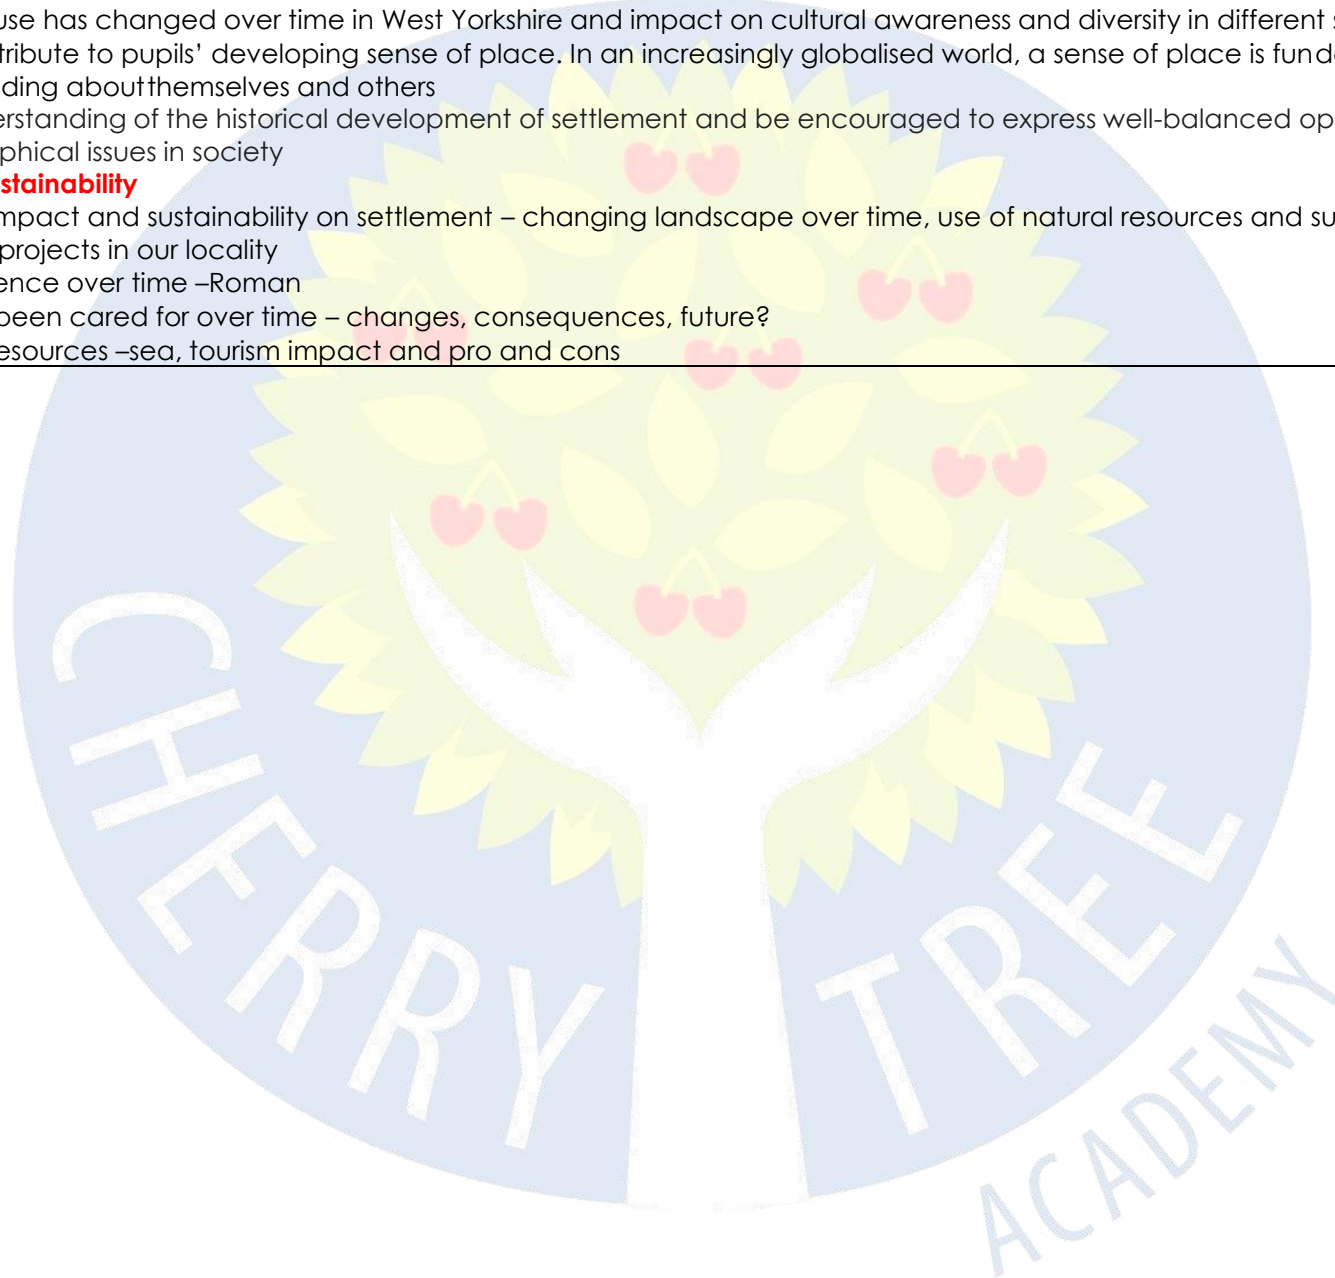 use has changed over time in West Yorkshire and impact on cultural awareness and diversity in different s
tribute to pupils' developing sense of place. In an increasingly globalised world, a sense of place is fund
ding about themselves and others
erstanding of the historical development of settlement and be encouraged to express well-balanced op
phical issues in society
stainability
mpact and sustainability on settlement – changing landscape over time, use of natural resources and su
projects in our locality
ence over time –Roman
been cared for over time – changes, consequences, future?
esources –sea, tourism impact and pro and cons
CHERRY TREE
ACADEMY